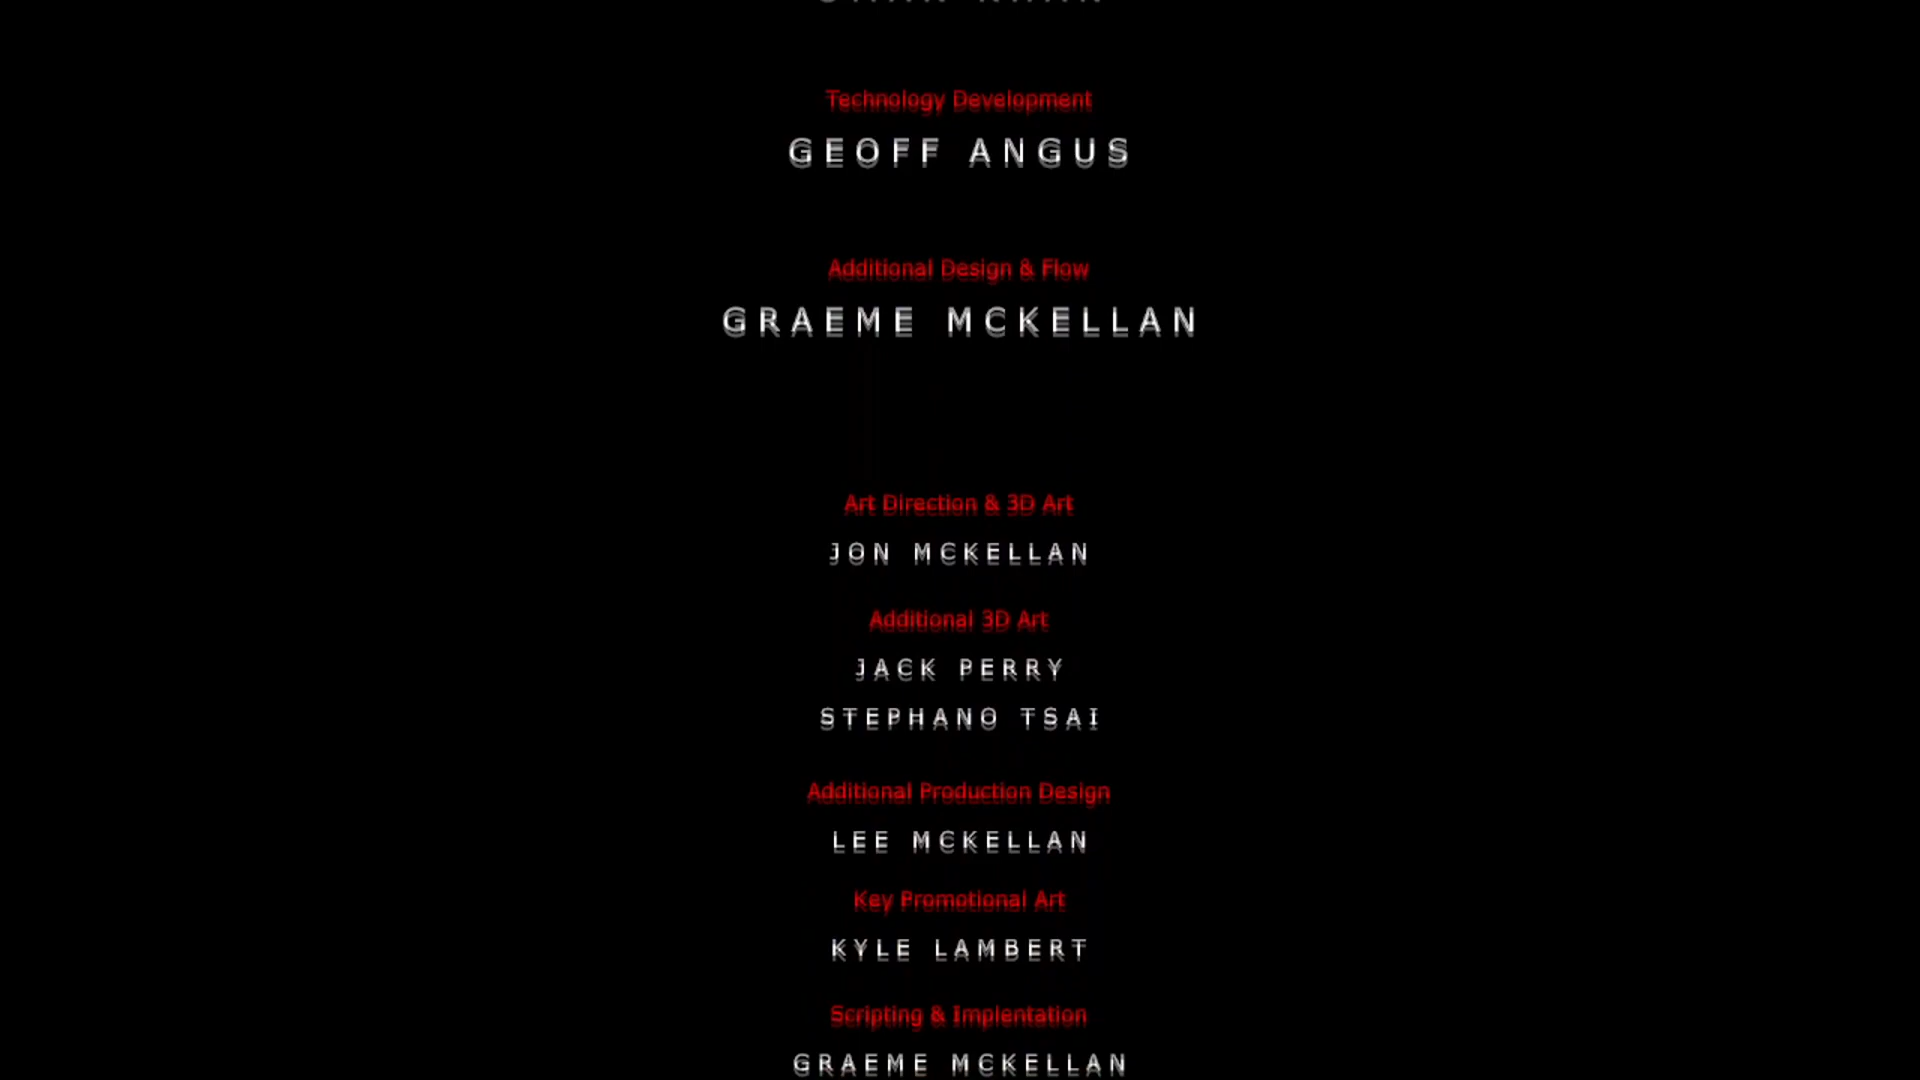 Technology Development
GEOFF ANGUS
Additional Design & Flow
GRAEME MCKELLAN
Art Direction & 3D Art
JON MCKELLAN
Additional 3D Art
JACK PERRY
STEPHANO TSAI
Additional Production Design
LEE MCKELLAN
Key Promotional Art
KYLE LAMBERT
Scripting & Implentation
GRAEME MCKELLAN